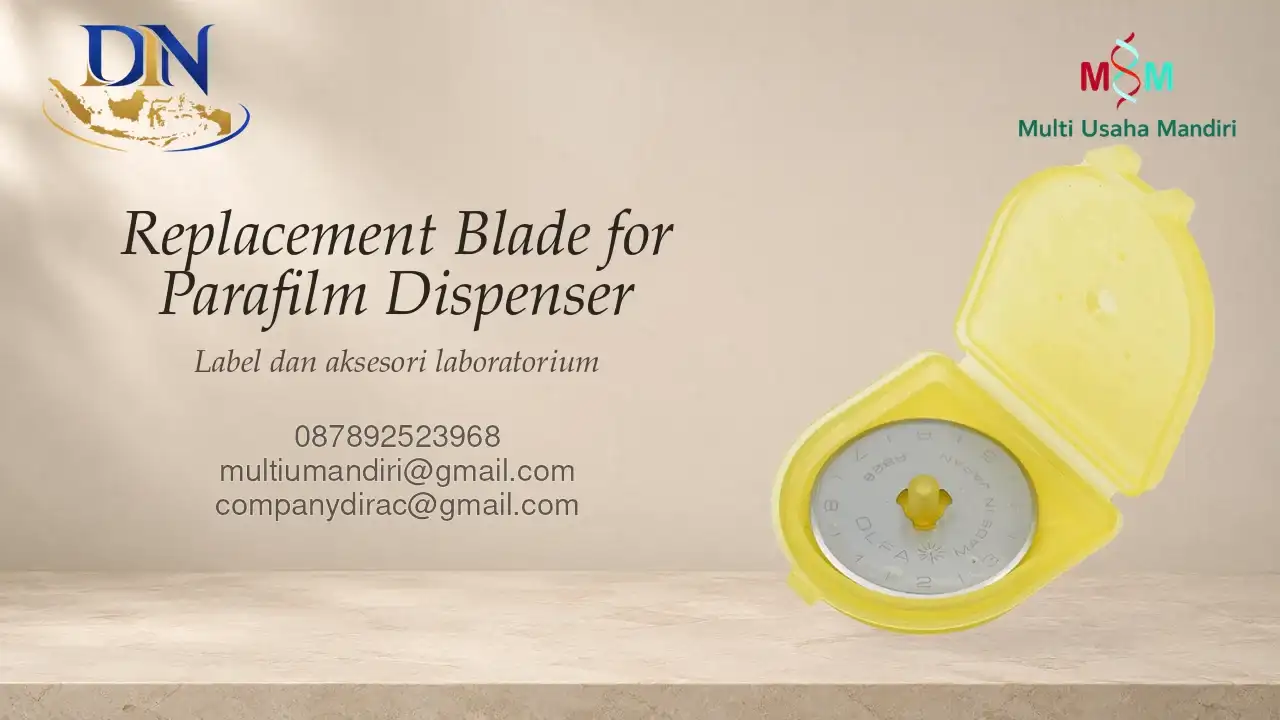 DN
M M
Multi Usaha Mandiri
Replacement Blade for
Parafilm Dispenser
Label dan aksesori laboratorium
087892523968
multiumandiri@gmail.com
companydirac@gmail.com
OLFA
MADE IN JAPAN